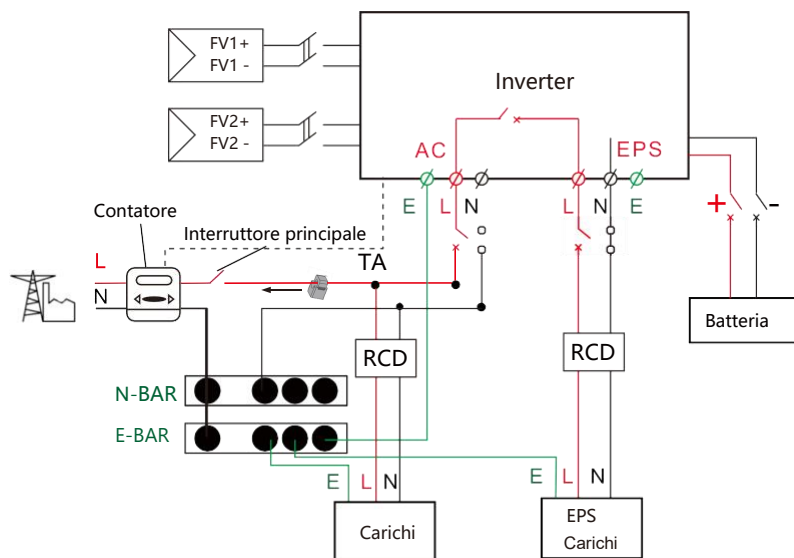 FV1+
FV1 -
FV2+
FV2 -
Inverter
AC
EPS
E
L
N
L
N
E
+
-
Contatore
Interruttore principale
TA
L
N
Batteria
RCD
RCD
N-BAR
E-BAR
E
L
N
E
L
N
Carichi
EPS
Carichi